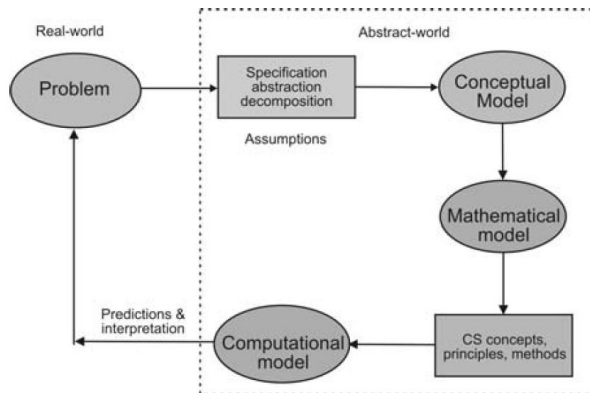 Real-world
Abstract-world
Problem
Specification
abstraction
decomposition
Conceptual
Model
Assumptions
Mathematical
model
Predictions &
interpretation
Computational
model
CS concepts,
principles, methods